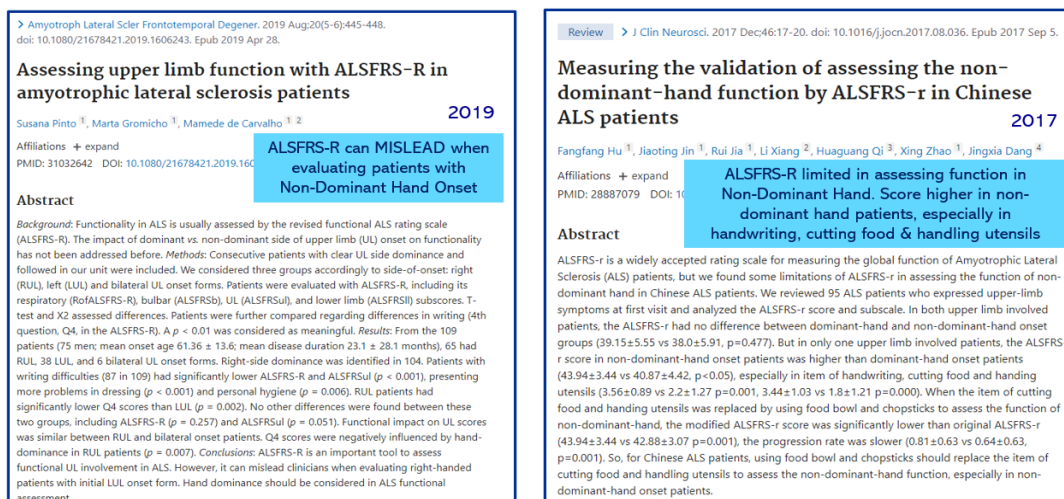 > Amyotroph Lateral Scler Frontotemporal Degener. 2019 Aug;20(5-6):445-448.
doi: 10.1080/21678421.2019.1606243. Epub 2019 Apr 28.
Assessing upper limb function with ALSFRS-R in
amyotrophic lateral sclerosis patients
2019
Susana Pinto 1, Marta Gromicho 1, Mamede de Carvalho 1 2
Affiliations + expand
PMID: 31032642 DOI: 10.1080/21678421.2019.16
ALSFRS-R can MISLEAD when
evaluating patients with
Non-Dominant Hand Onset
Abstract
Background: Functionality in ALS is usually assessed by the revised functional ALS rating scale
(ALSFRS-R). The impact of dominant vs. non-dominant side of upper limb (UL) onset on functionality
has not been addressed before. Methods: Consecutive patients with clear UL side dominance and
followed in our unit were included. We considered three groups accordingly to side-of-onset: right
(RUL), left (LUL) and bilateral UL onset forms. Patients were evaluated with ALSFRS-R, including its
respiratory (RofALSFRS-R), bulbar (ALSFRSb), UL (ALSFRSul), and lower limb (ALSFRSll) subscores. T-
test and X2 assessed differences. Patients were further compared regarding differences in writing (4th
question, Q4, in the ALSFRS-R). A p < 0.01 was considered as meaningful. Results: From the 109
patients (75 men; mean onset age 61.36 ± 13.6; mean disease duration 23.1 ± 28.1 months), 65 had
RUL, 38 LUL, and 6 bilateral UL onset forms. Right-side dominance was identified in 104. Patients with
writing difficulties (87 in 109) had significantly lower ALSFRS-R and ALSFRSul (p < 0.001), presenting
more problems in dressing (p < 0.001) and personal hygiene (p = 0.006). RUL patients had
significantly lower Q4 scores than LUL (p = 0.002). No other differences were found between these
two groups, including ALSFRS-R (p = 0.257) and ALSFRSul (p = 0.051). Functional impact on UL scores
was similar between RUL and bilateral onset patients. Q4 scores were negatively influenced by hand-
dominance in RUL patients (p = 0.007). Conclusions: ALSFRS-R is an important tool to assess
functional UL involvement in ALS. However, it can mislead clinicians when evaluating right-handed
patients with initial LUL onset form. Hand dominance should be considered in ALS functional
assessment.
Review > J Clin Neurosci. 2017 Dec;46:17-20. doi: 10.1016/j.jocn.2017.08.036. Epub 2017 Sep 5.
Measuring the validation of assessing the non-
dominant-hand function by ALSFRS-r in Chinese
ALS patients
2017
Fangfang Hu 1, Jiaoting Jin 1, Rui Jia 1, Li Xiang 2, Huaguang Qi 3, Xing Zhao 1, Jingxia Dang 4
Affiliations + expand
PMID: 28887079 DOI: 10
ALSFRS-R limited in assessing function in
Non-Dominant Hand. Score higher in non-
dominant hand patients, especially in
handwriting, cutting food & handling utensils
Abstract
ALSFRS-r is a widely accepted rating scale for measuring the global function of Amyotrophic Lateral
Sclerosis (ALS) patients, but we found some limitations of ALSFRS-r in assessing the function of non-
dominant hand in Chinese ALS patients. We reviewed 95 ALS patients who expressed upper-limb
symptoms at first visit and analyzed the ALSFRS-r score and subscale. In both upper limb involved
patients, the ALSFRS-r had no difference between dominant-hand and non-dominant-hand onset
groups (39.15±5.55 vs 38.0±5.91, p=0.477). But in only one upper limb involved patients, the ALSFRS-
r score in non-dominant-hand onset patients was higher than dominant-hand onset patients
(43.94±3.44 vs 40.87±4.42, p<0.05), especially in item of handwriting, cutting food and handing
utensils (3.56±0.89 vs 2.2±1.27 p=0.001, 3.44±1.03 vs 1.8±1.21 p=0.000). When the item of cutting
food and handing utensils was replaced by using food bowl and chopsticks to assess the function of
non-dominant-hand, the modified ALSFRS-r score was significantly lower than original ALSFRS-r
(43.94±3.44 vs 42.88±3.07 p=0.001), the progression rate was slower (0.81±0.63 vs 0.64±0.63,
p=0.001). So, for Chinese ALS patients, using food bowl and chopsticks should replace the item of
cutting food and handling utensils to assess the non-dominant-hand function, especially in non-
dominant-hand onset patients.